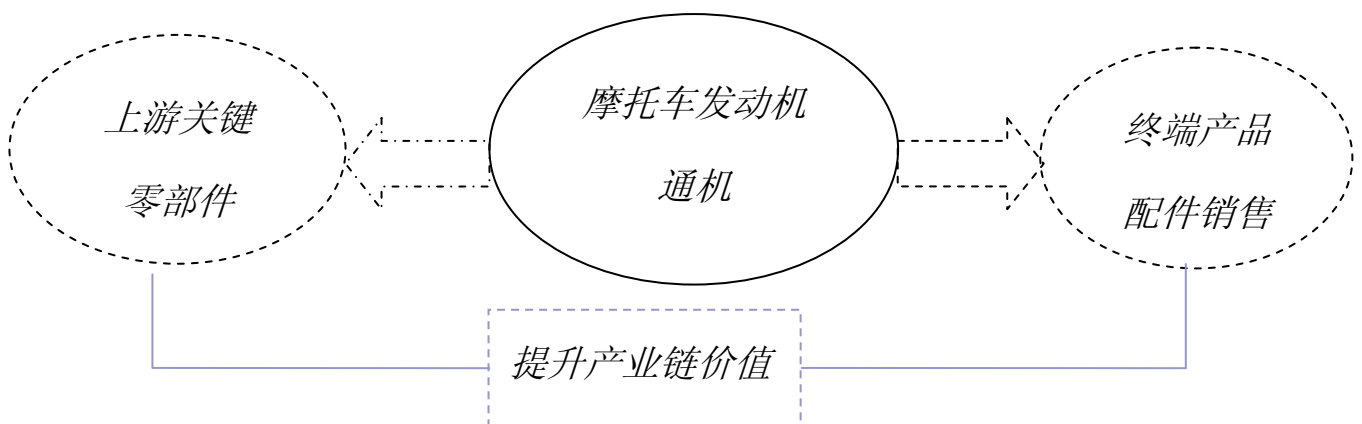 上游关键
零部件
摩托车发动机
通机
终端产品
配件销售
提升产业链价值